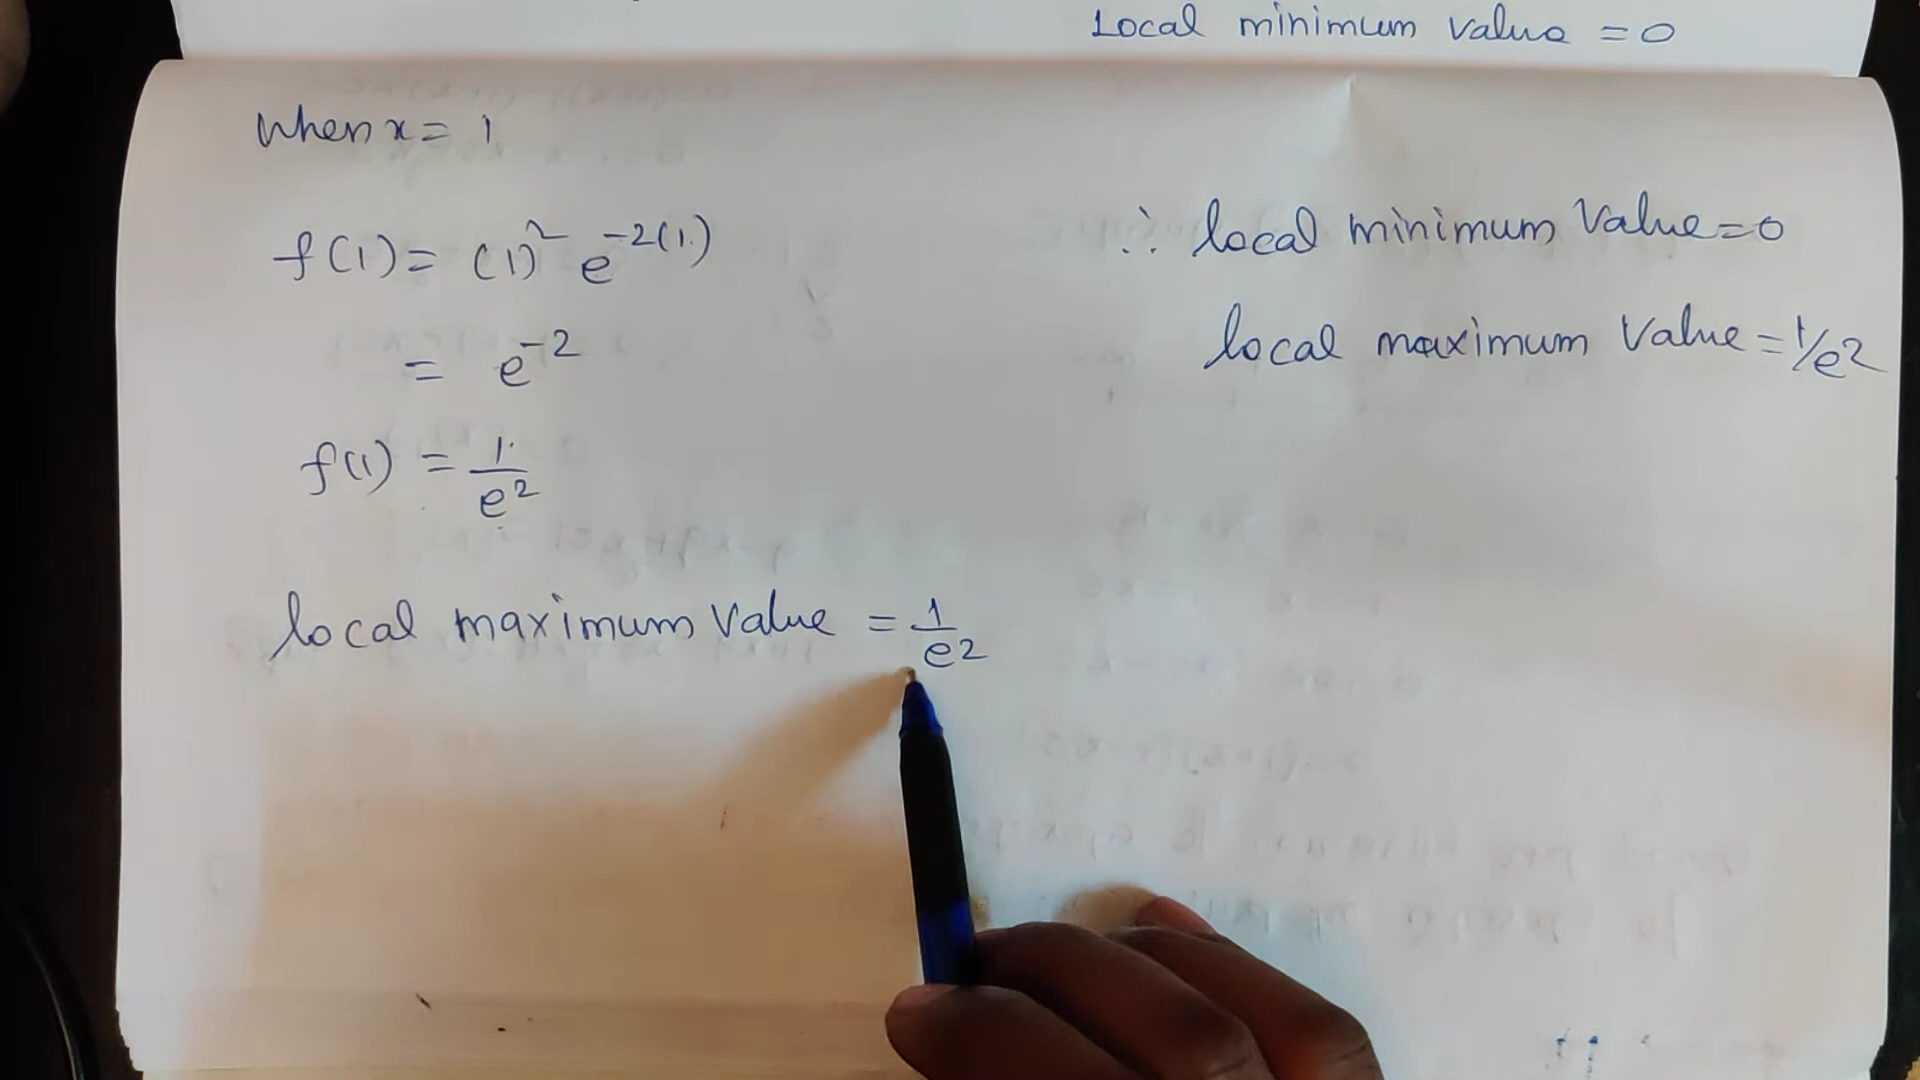 Local minimum value = 0
When x = 1
f(1) = (1)² e⁻²⁽¹⁾
= e⁻²
f(1) = 1/e²
local maximum value = 1/e²
∴ local minimum value = 0
local maximum value = 1/e²